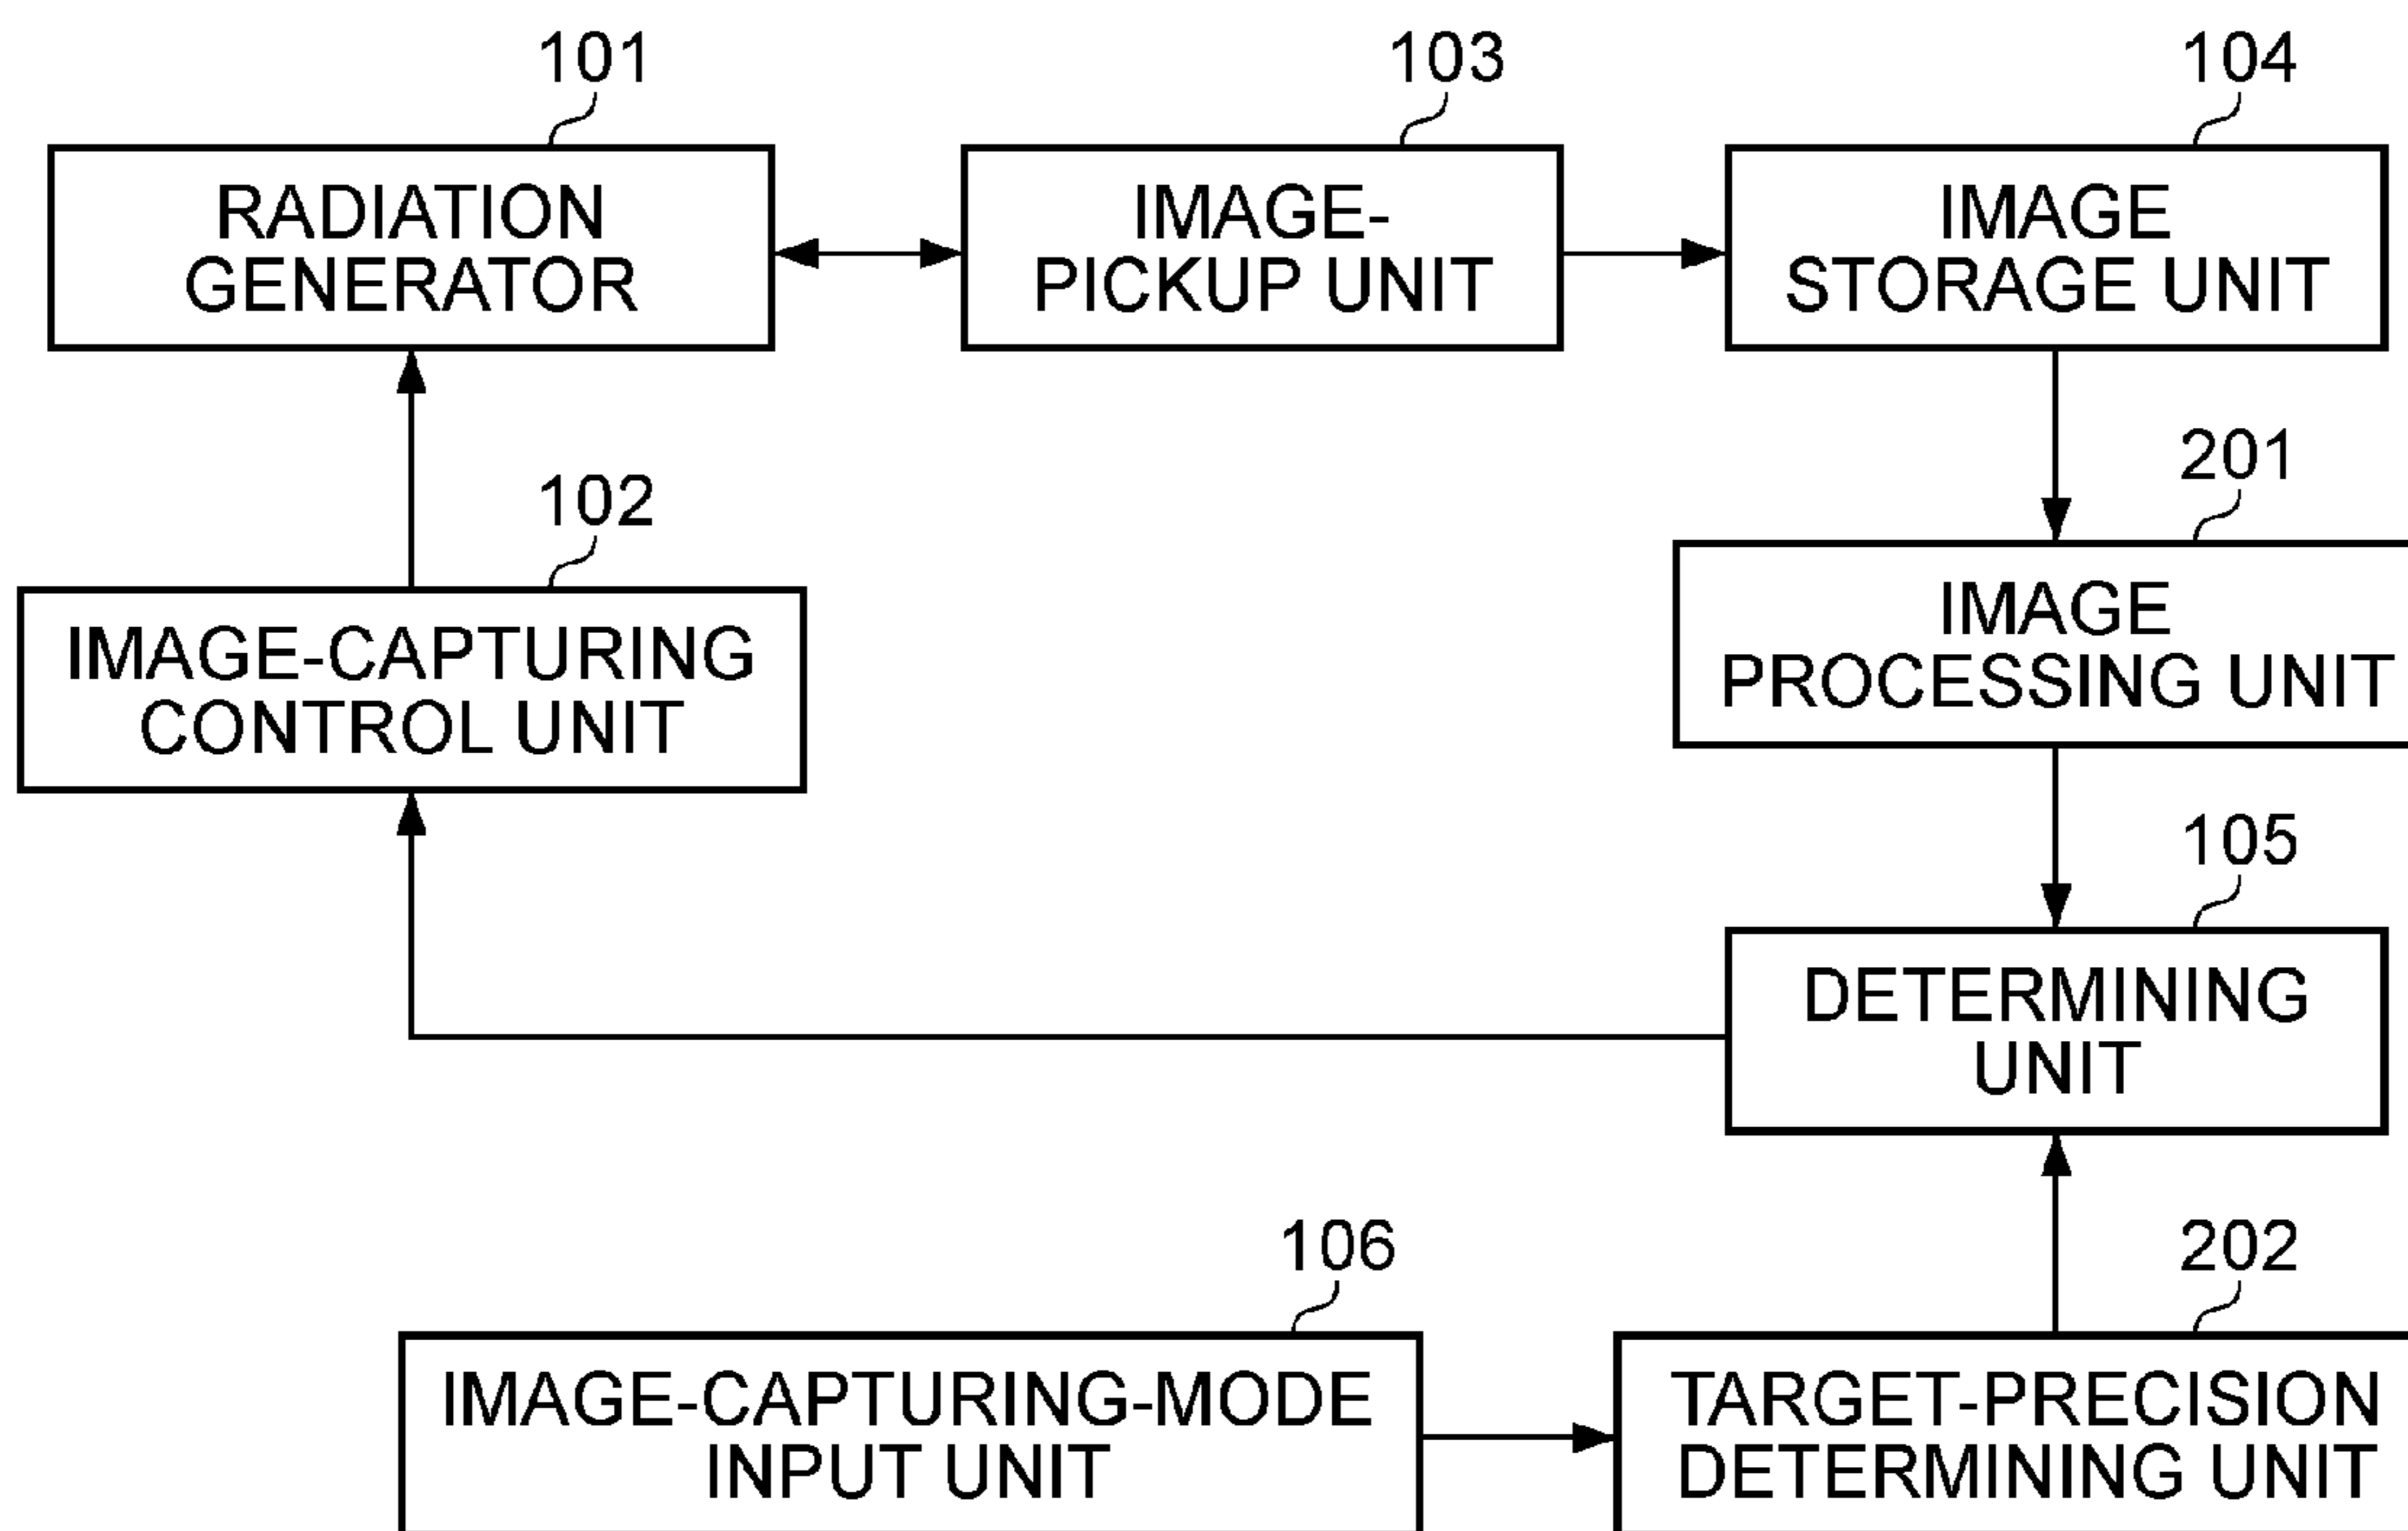 101
103
104
RADIATION
GENERATOR
IMAGE-
PICKUP UNIT
IMAGE
STORAGE UNIT
102
201
IMAGE-CAPTURING
CONTROL UNIT
IMAGE
PROCESSING UNIT
105
DETERMINING
UNIT
106
202
IMAGE-CAPTURING-MODE
INPUT UNIT
TARGET-PRECISION
DETERMINING UNIT